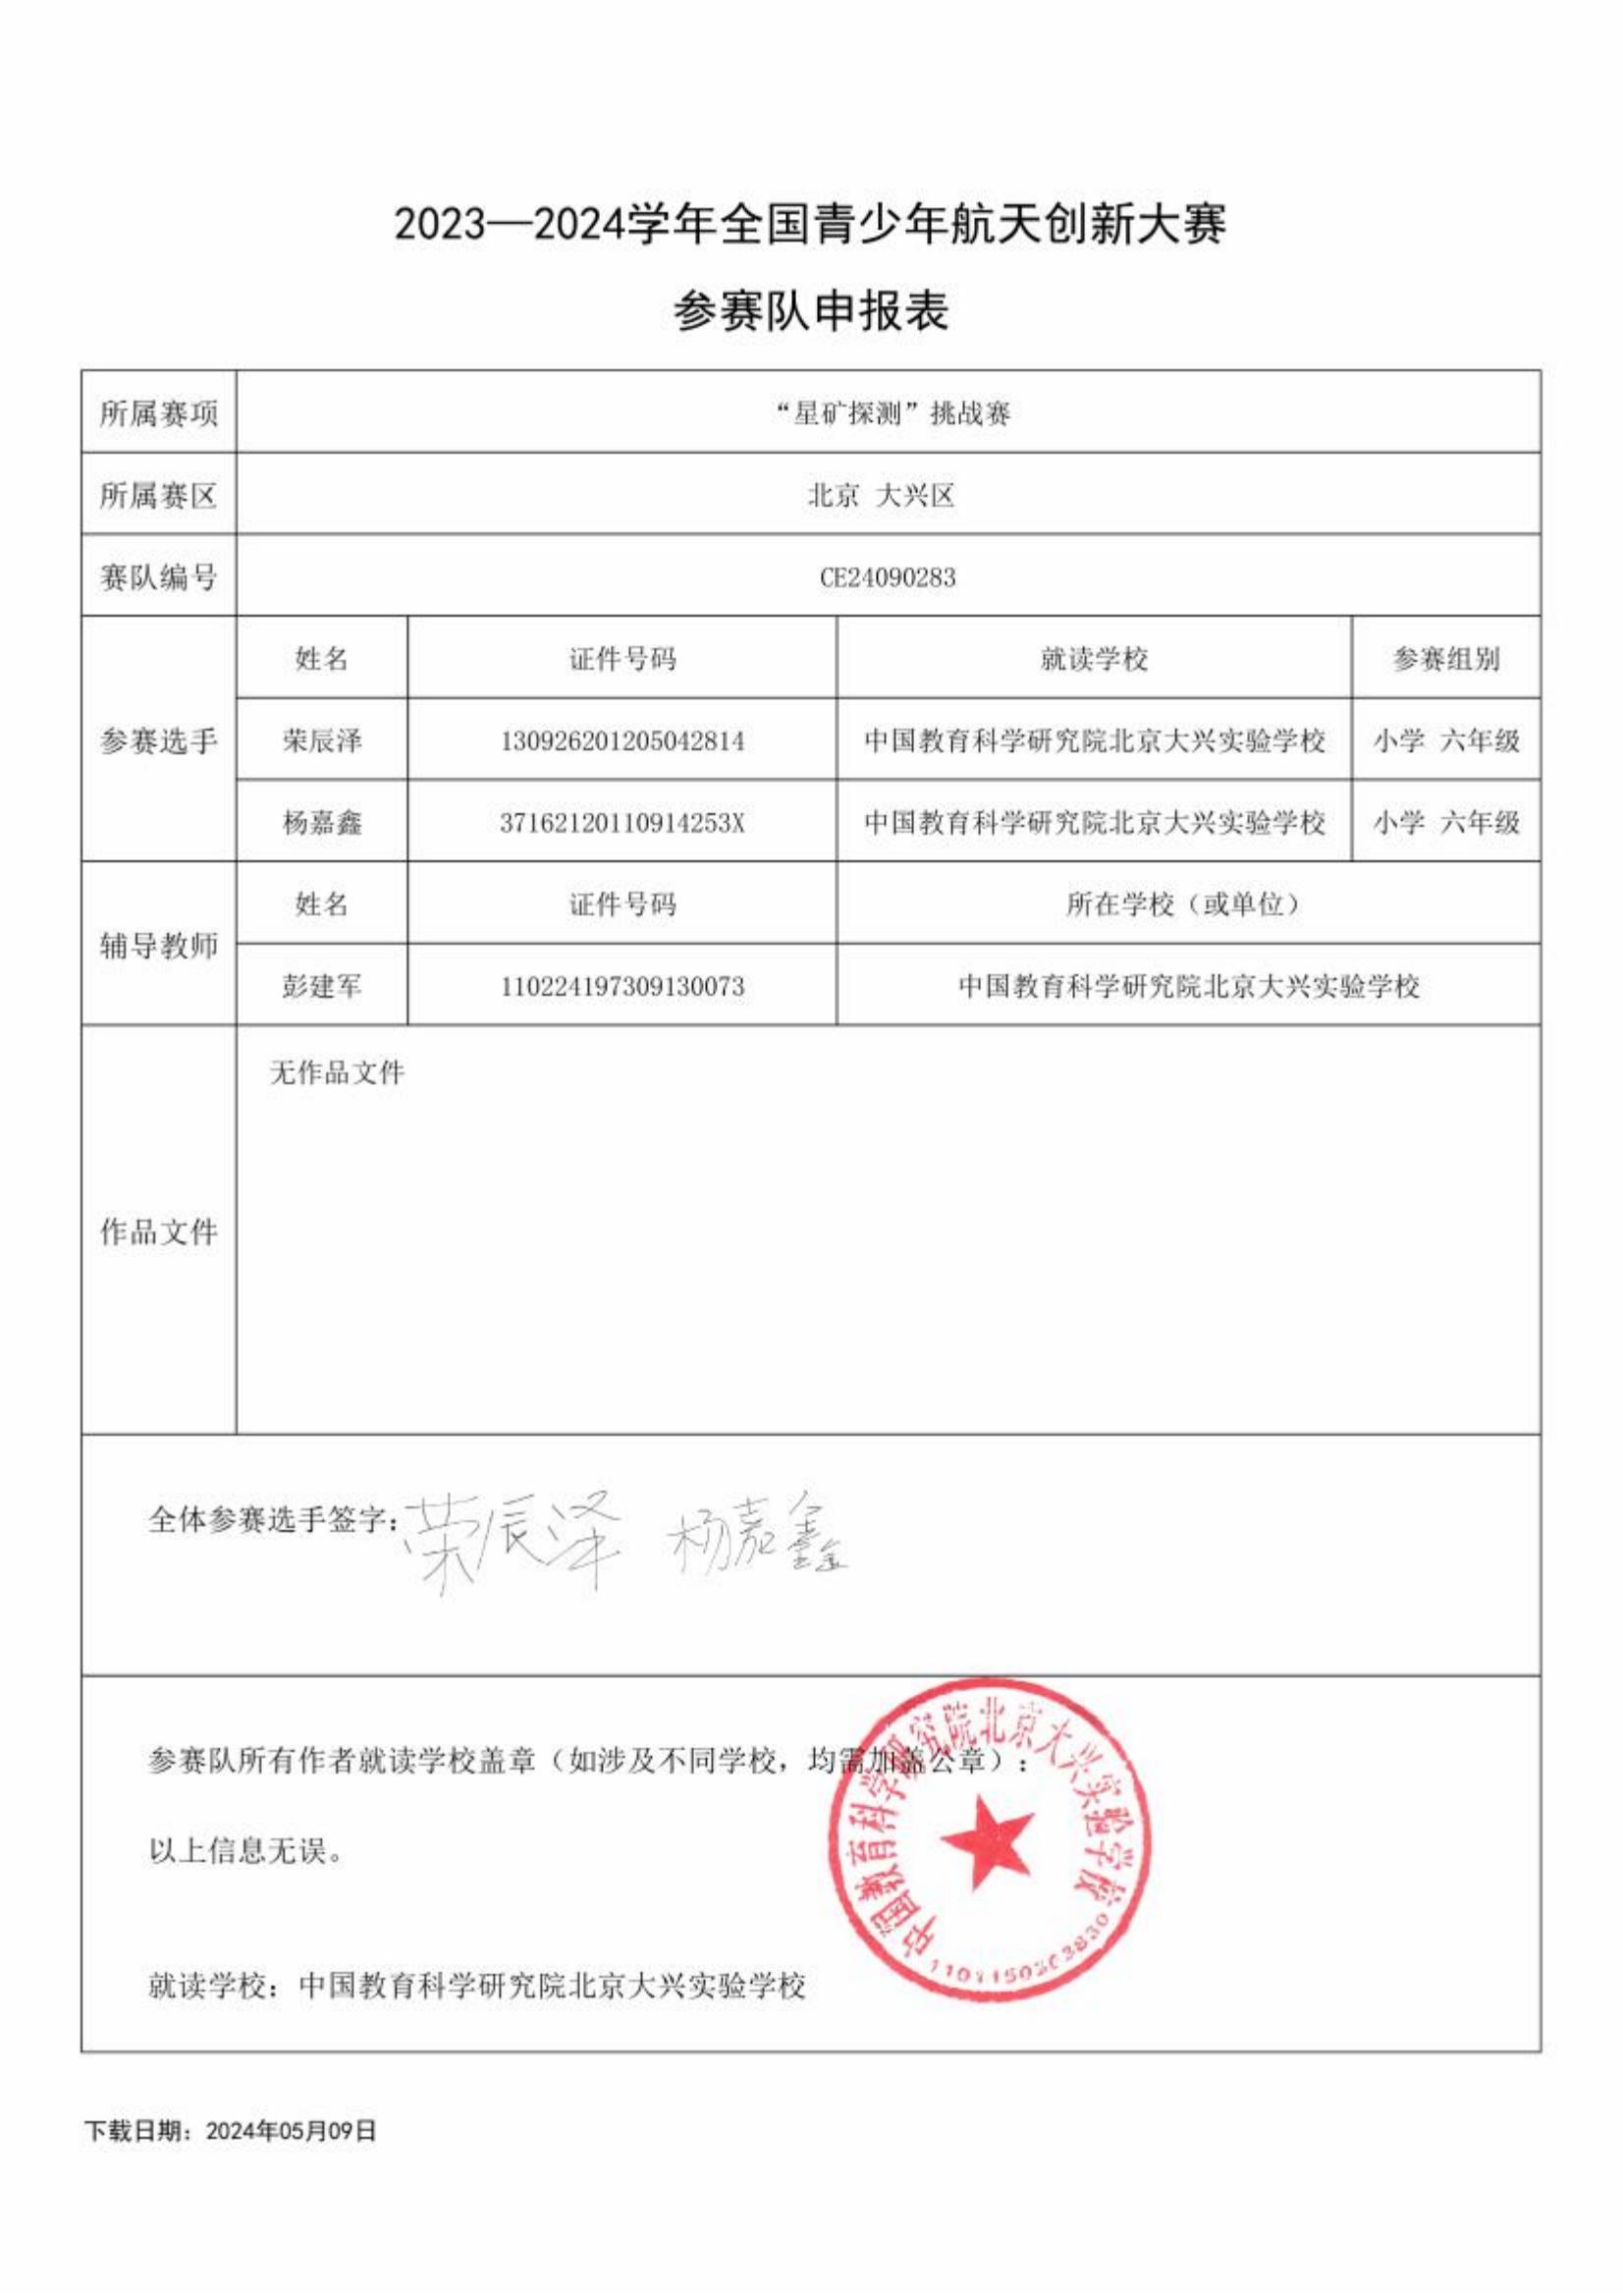 2023—2024学年全国青少年航天创新大赛
参赛队申报表
所属赛项 “星矿探测”挑战赛
所属赛区 北京 大兴区
赛队编号 CE24090283
参赛选手
姓名 证件号码 就读学校 参赛组别
荣辰泽 130926201205042814 中国教育科学研究院北京大兴实验学校 小学 六年级
杨嘉鑫 37162120110914253X 中国教育科学研究院北京大兴实验学校 小学 六年级
辅导教师
姓名 证件号码 所在学校（或单位）
彭建军 110224197309130073 中国教育科学研究院北京大兴实验学校
作品文件 无作品文件
全体参赛选手签字：荣辰泽 杨嘉鑫
参赛队所有作者就读学校盖章（如涉及不同学校，均需加盖公章）：
以上信息无误。
就读学校：中国教育科学研究院北京大兴实验学校
中国教育科学研究院北京大兴实验学校
下载日期：2024年05月09日